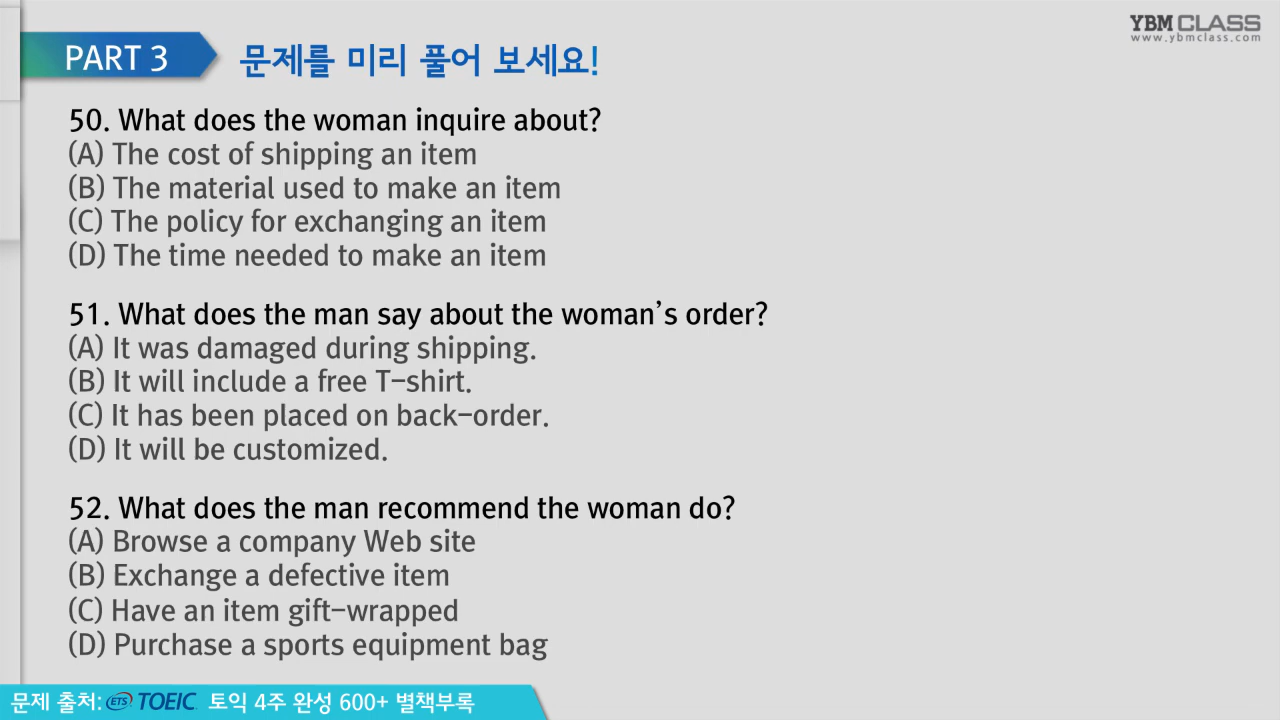 YBM CLASS
www.ybmclass.com
PART 3
문제를 미리 풀어 보세요!
50. What does the woman inquire about?
(A) The cost of shipping an item
(B) The material used to make an item
(C) The policy for exchanging an item
(D) The time needed to make an item
51. What does the man say about the woman's order?
(A) It was damaged during shipping.
(B) It will include a free T-shirt.
(C) It has been placed on back-order.
(D) It will be customized.
52. What does the man recommend the woman do?
(A) Browse a company Web site
(B) Exchange a defective item
(C) Have an item gift-wrapped
(D) Purchase a sports equipment bag
문제 출처: ETS TOEIC. 토익 4주 완성 600+ 별책부록